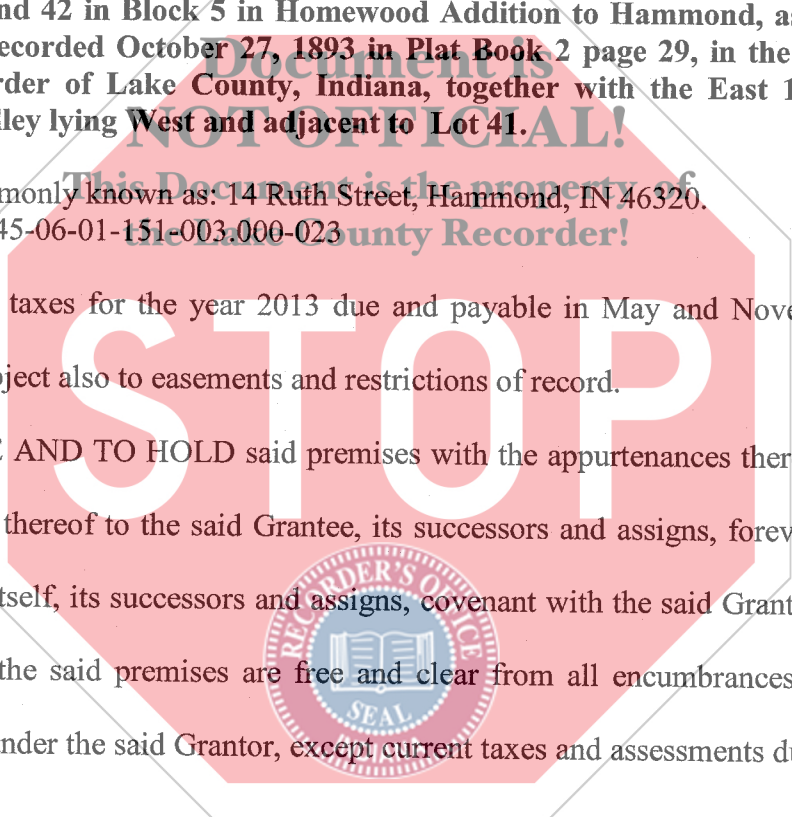 nd 42 in Block 5 in Homewood Addition to Hammond, as
ecorded October 27, 1893 in Plat Book 2 page 29, in the
Document is
der of Lake County, Indiana, together with the East 1
NOT OFFICIAL!
ley lying West and adjacent to Lot 41.
This Document is the property of
monly known as: 14 Ruth Street, Hammond, IN 46320.
45-06-01-151-003.000-023
the Lake County Recorder!
taxes for the year 2013 due and payable in May and Nove
STOP
ject also to easements and restrictions of record.
E AND TO HOLD said premises with the appurtenances ther
thereof to the said Grantee, its successors and assigns, forev
tself, its successors and assigns, covenant with the said Grant
RECORDER'S OFFICE
the said premises are free and clear from all encumbrances
SEAL
nder the said Grantor, except current taxes and assessments du